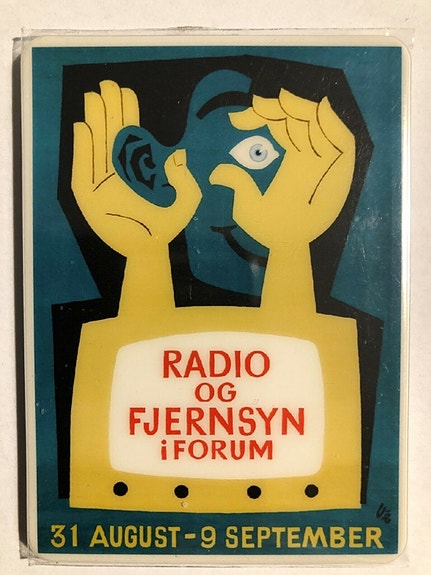 RADIO
OG
FJERNSYN
i FORUM
31 AUGUST - 9 SEPTEMBER